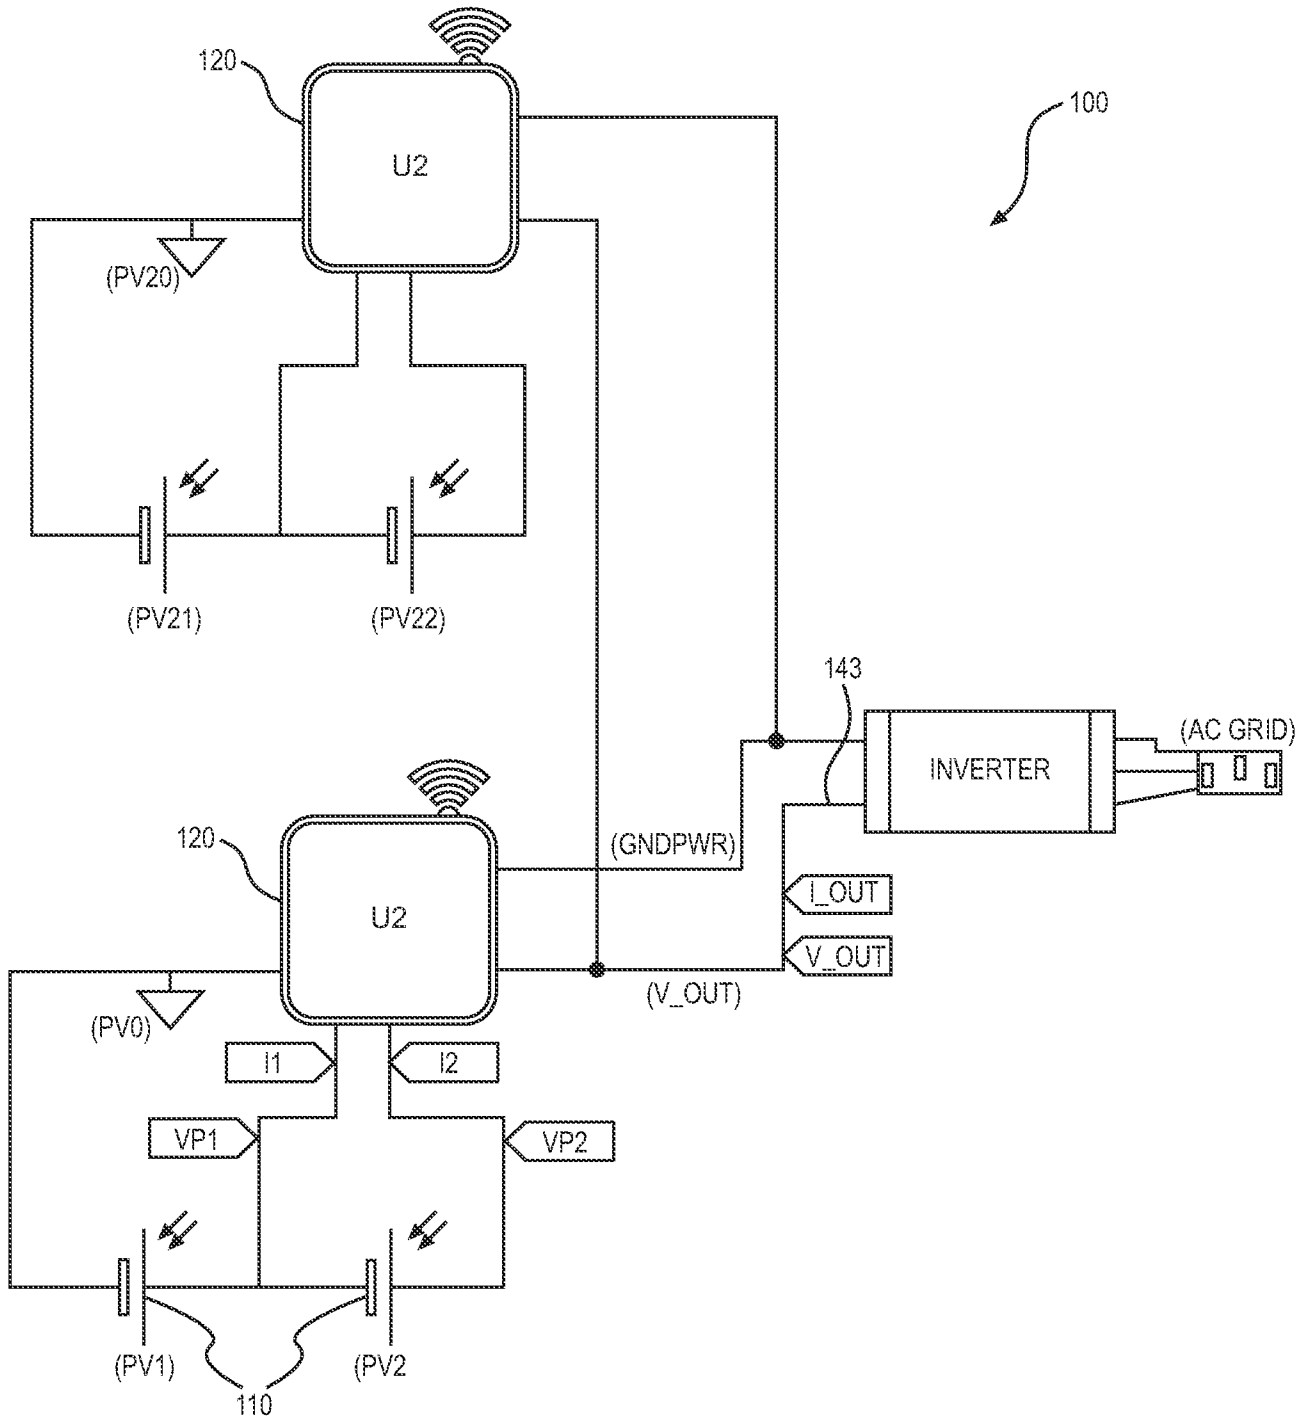 120
100
U2
(PV20)
(PV21)
(PV22)
143
(AC GRID)
INVERTER
120
(GNDPWR)
I_OUT
U2
V_OUT
(V_OUT)
(PV0)
I1
I2
VP1
VP2
(PV1)
(PV2
110